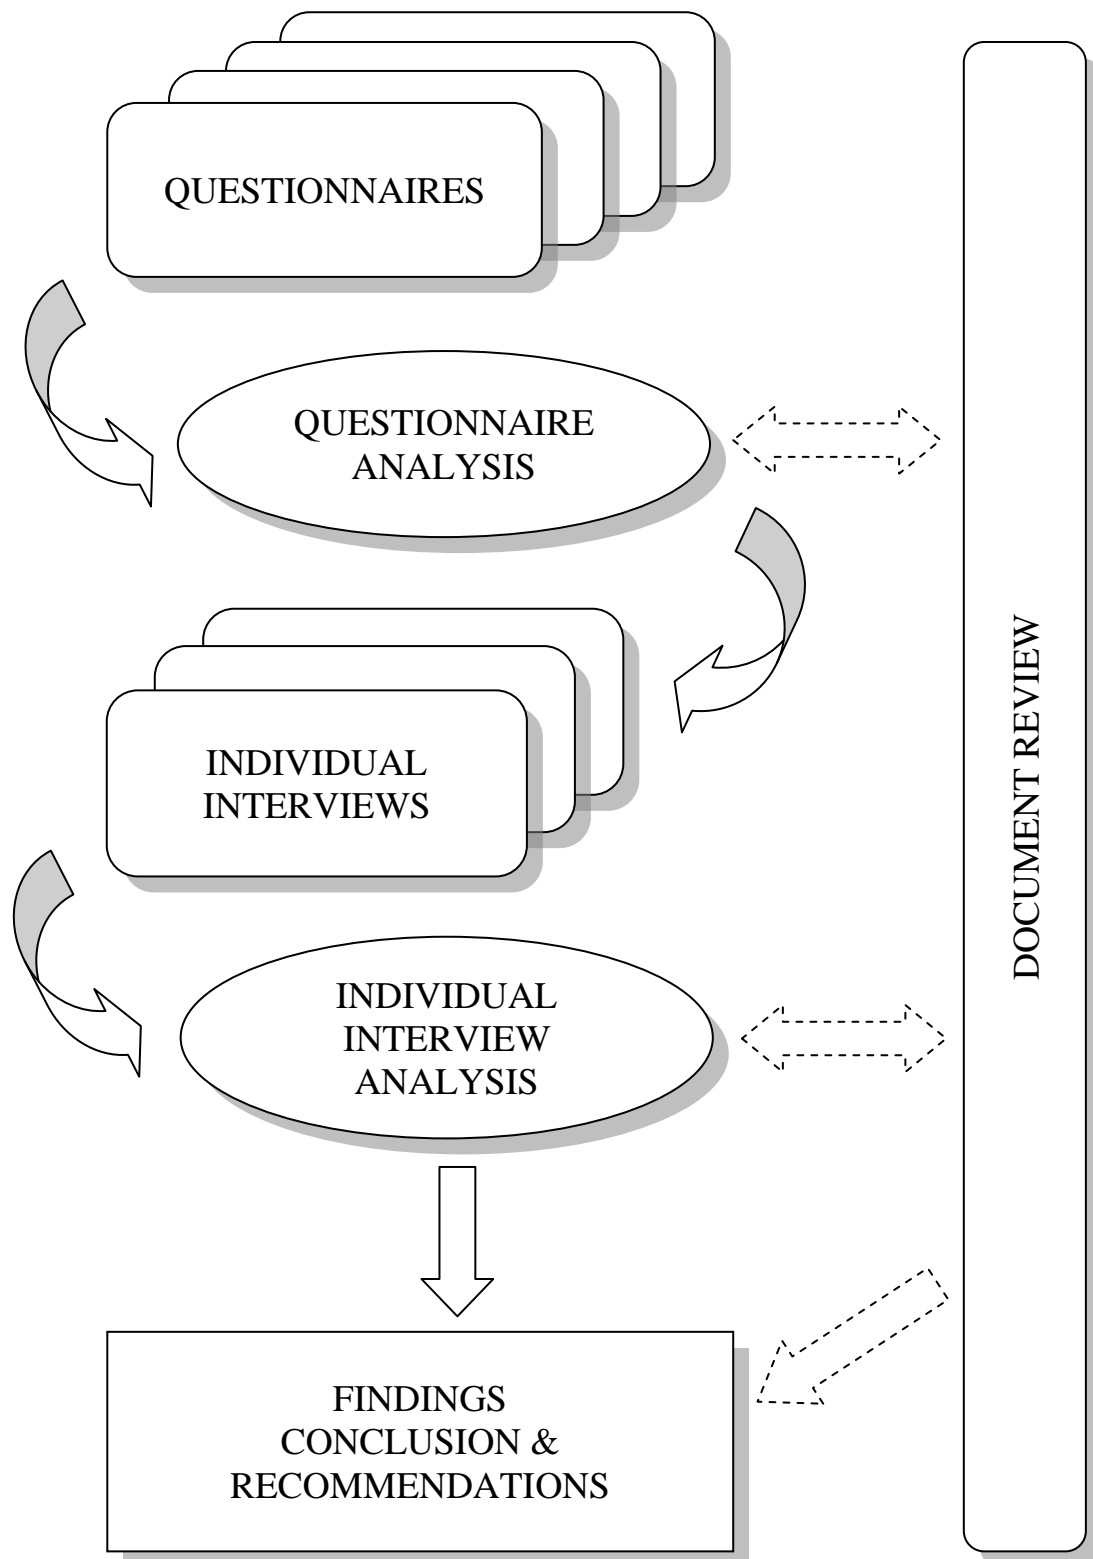 QUESTIONNAIRES
QUESTIONNAIRE
ANALYSIS
INDIVIDUAL
INTERVIEWS
INDIVIDUAL
INTERVIEW
ANALYSIS
FINDINGS
CONCLUSION &
RECOMMENDATIONS
DOCUMENT REVIEW